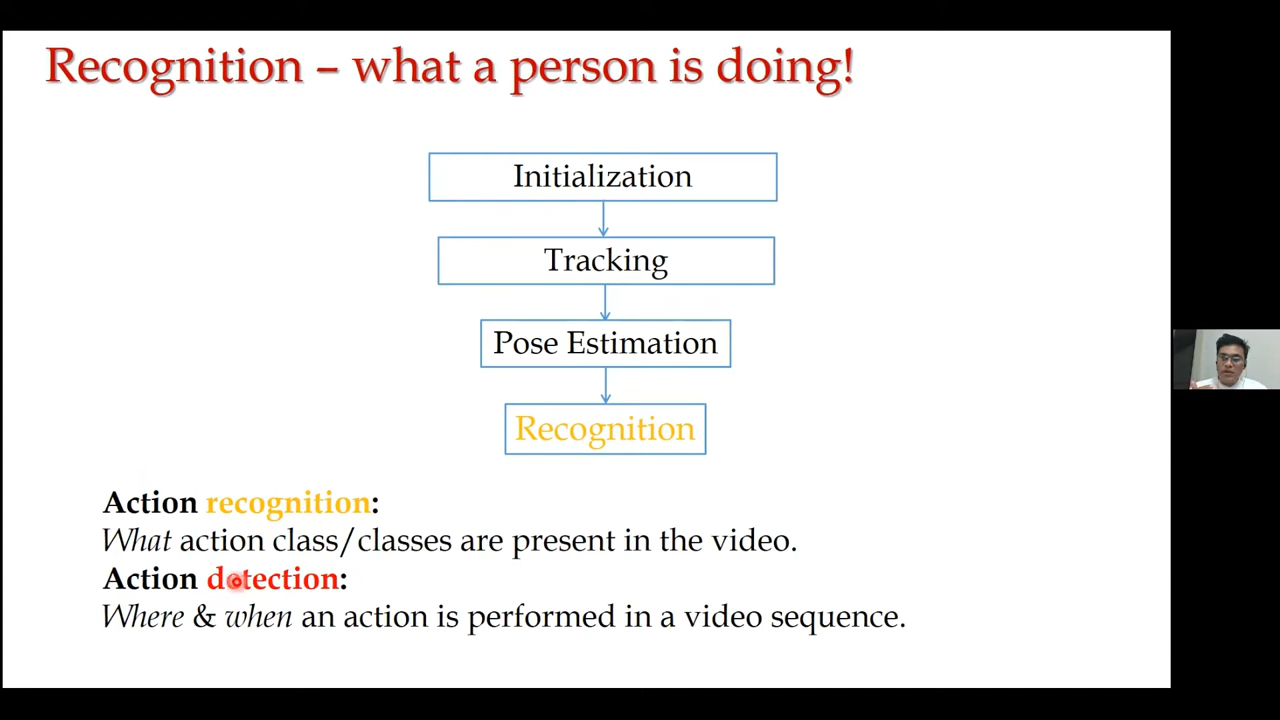 Recognition – what a person is doing!
Initialization
Tracking
Pose Estimation
Recognition
Action recognition:
What action class/classes are present in the video.
Action detection:
Where & when an action is performed in a video sequence.